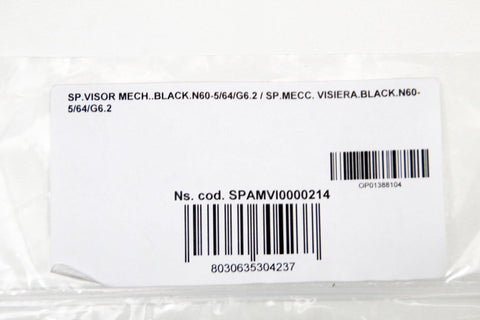 SP.VISOR MECH..BLACK.N60-5/64/G6.2 / SP.MECC. VISIERA.BLACK.N60-
5/64/G6.2
OP01388104
Ns. cod. SPAMVI0000214
8030635304237